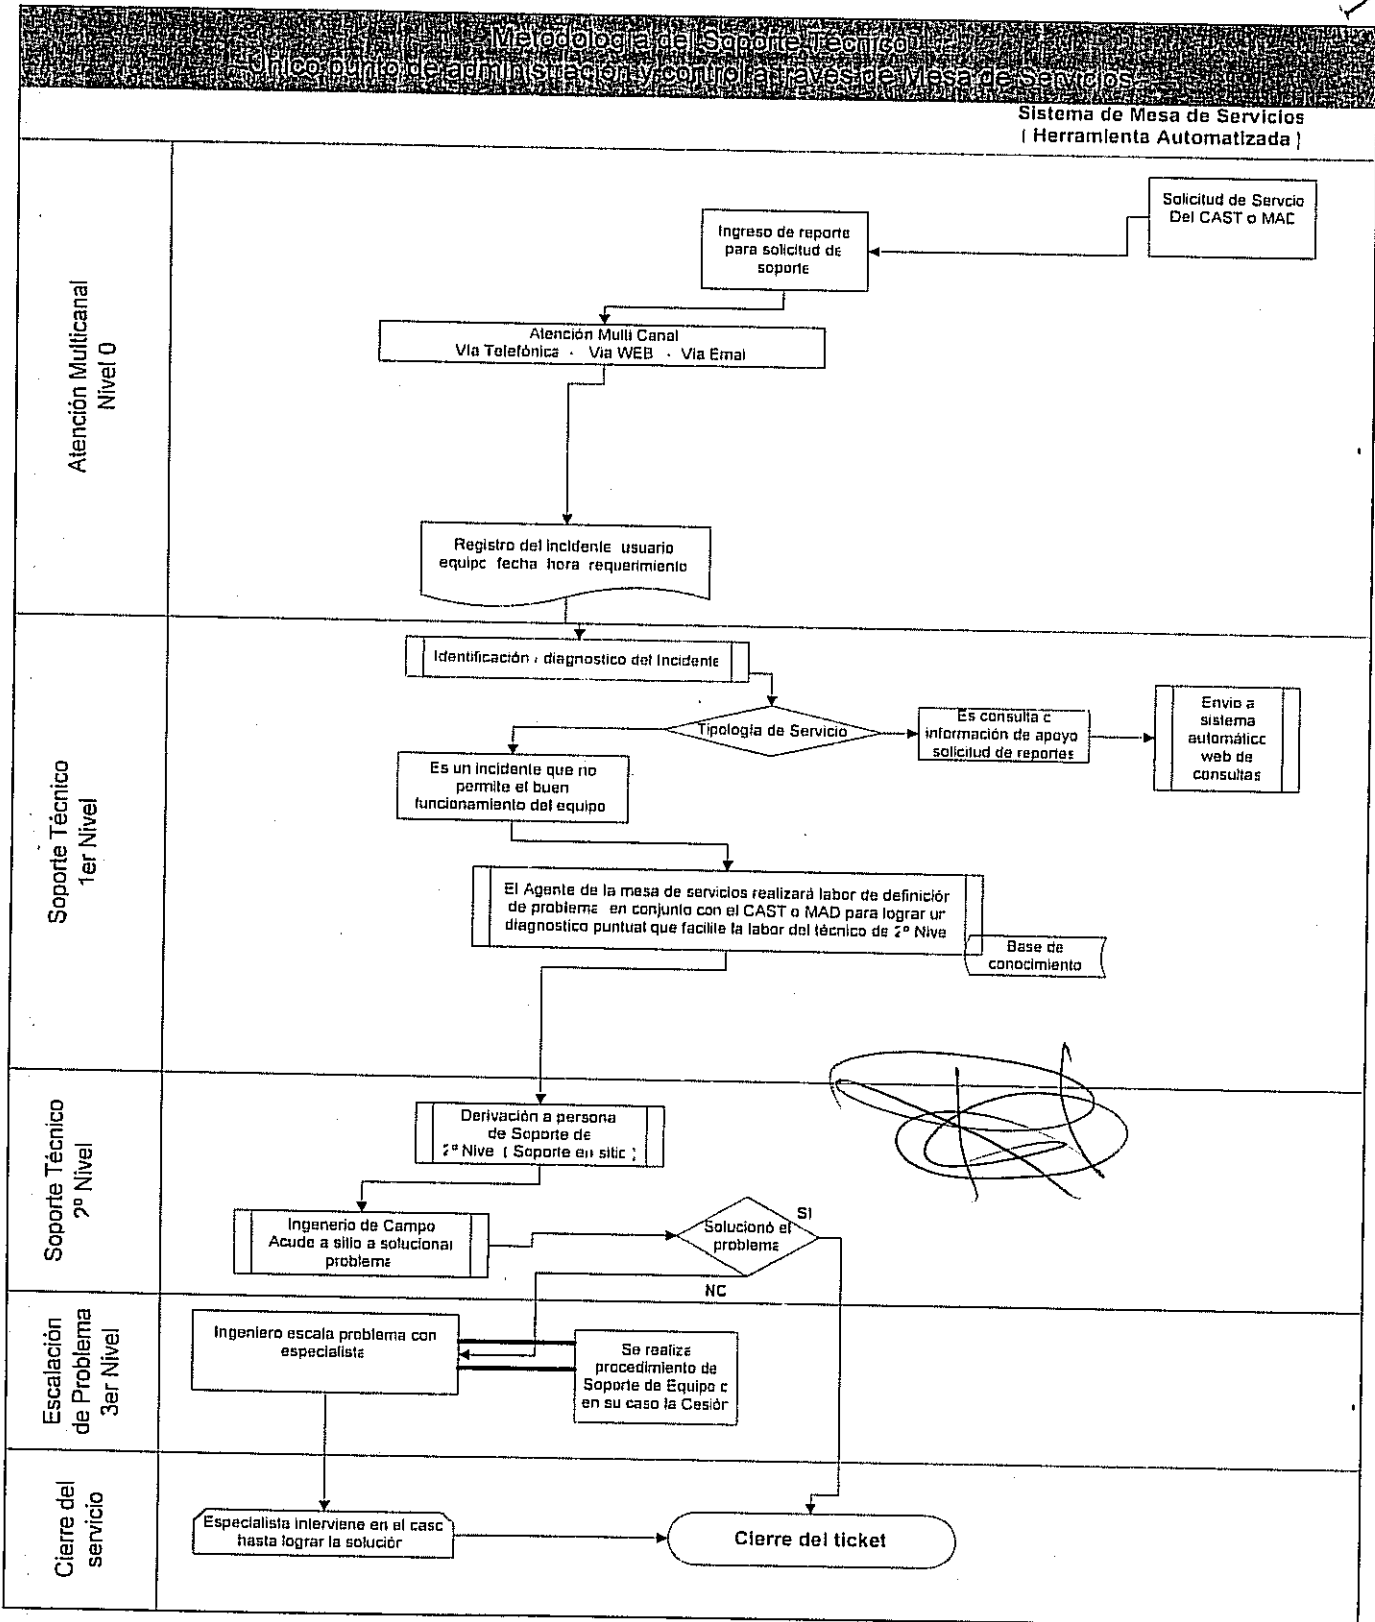 Metodología del Soporte Técnico
Único punto de administración y control a través de Mesa de Servicios
Sistema de Mesa de Servicios
( Herramienta Automatizada )
Atención Multicanal
Nivel 0
Solicitud de Servcio
Del CAST o MAD
Ingreso de reporte
para solicitud de
soporte
Atención Multi Canal
Vía Telefónica - Via WEB - Via Emal
Registro del incidente usuario
equipo fecha hora requerimiento
Soporte Técnico
1er Nivel
Identificación / diagnostico del Incidente
Tipología de Servicio
Es consulta o
información de apoyo
solicitud de reportes
Envio a
sistema
automático
web de
consultas
Es un incidente que no
permite el buen
funcionamiento del equipo
El Agente de la mesa de servicios realizará labor de definición
de problema en conjunto con el CAST o MAD para lograr un
diagnostico puntual que facilite la labor del técnico de 2º Nive
Base de
conocimiento
Soporte Técnico
2º Nivel
Derivación a persona
de Soporte de
2º Nive ( Soporte en sitio )
Ingenerio de Campo
Acude a sitio a solucionar
problema
Solucionó el
problema
SI
NO
Escalación
de Problema
3er Nivel
Ingeniero escala problema con
especialista
Se realiza
procedimiento de
Soporte de Equipo o
en su caso la Cesión
Cierre del
servicio
Especialista interviene en el caso
hasta lograr la solución
Cierre del ticket